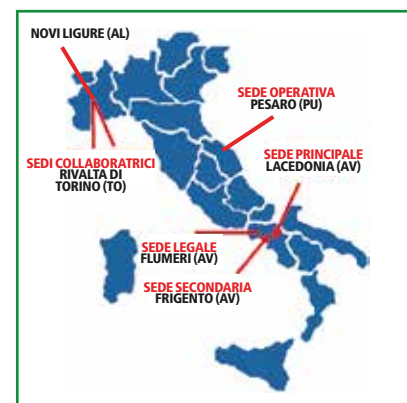 NOVI LIGURE (AL)
SEDE OPERATIVA
PESARO (PU)
SEDI COLLABORATRICI
RIVALTA DI
TORINO (TO)
SEDE PRINCIPALE
LACEDONIA (AV)
SEDE LEGALE
FLUMERI (AV)
SEDE SECONDARIA
FRIGENTO (AV)